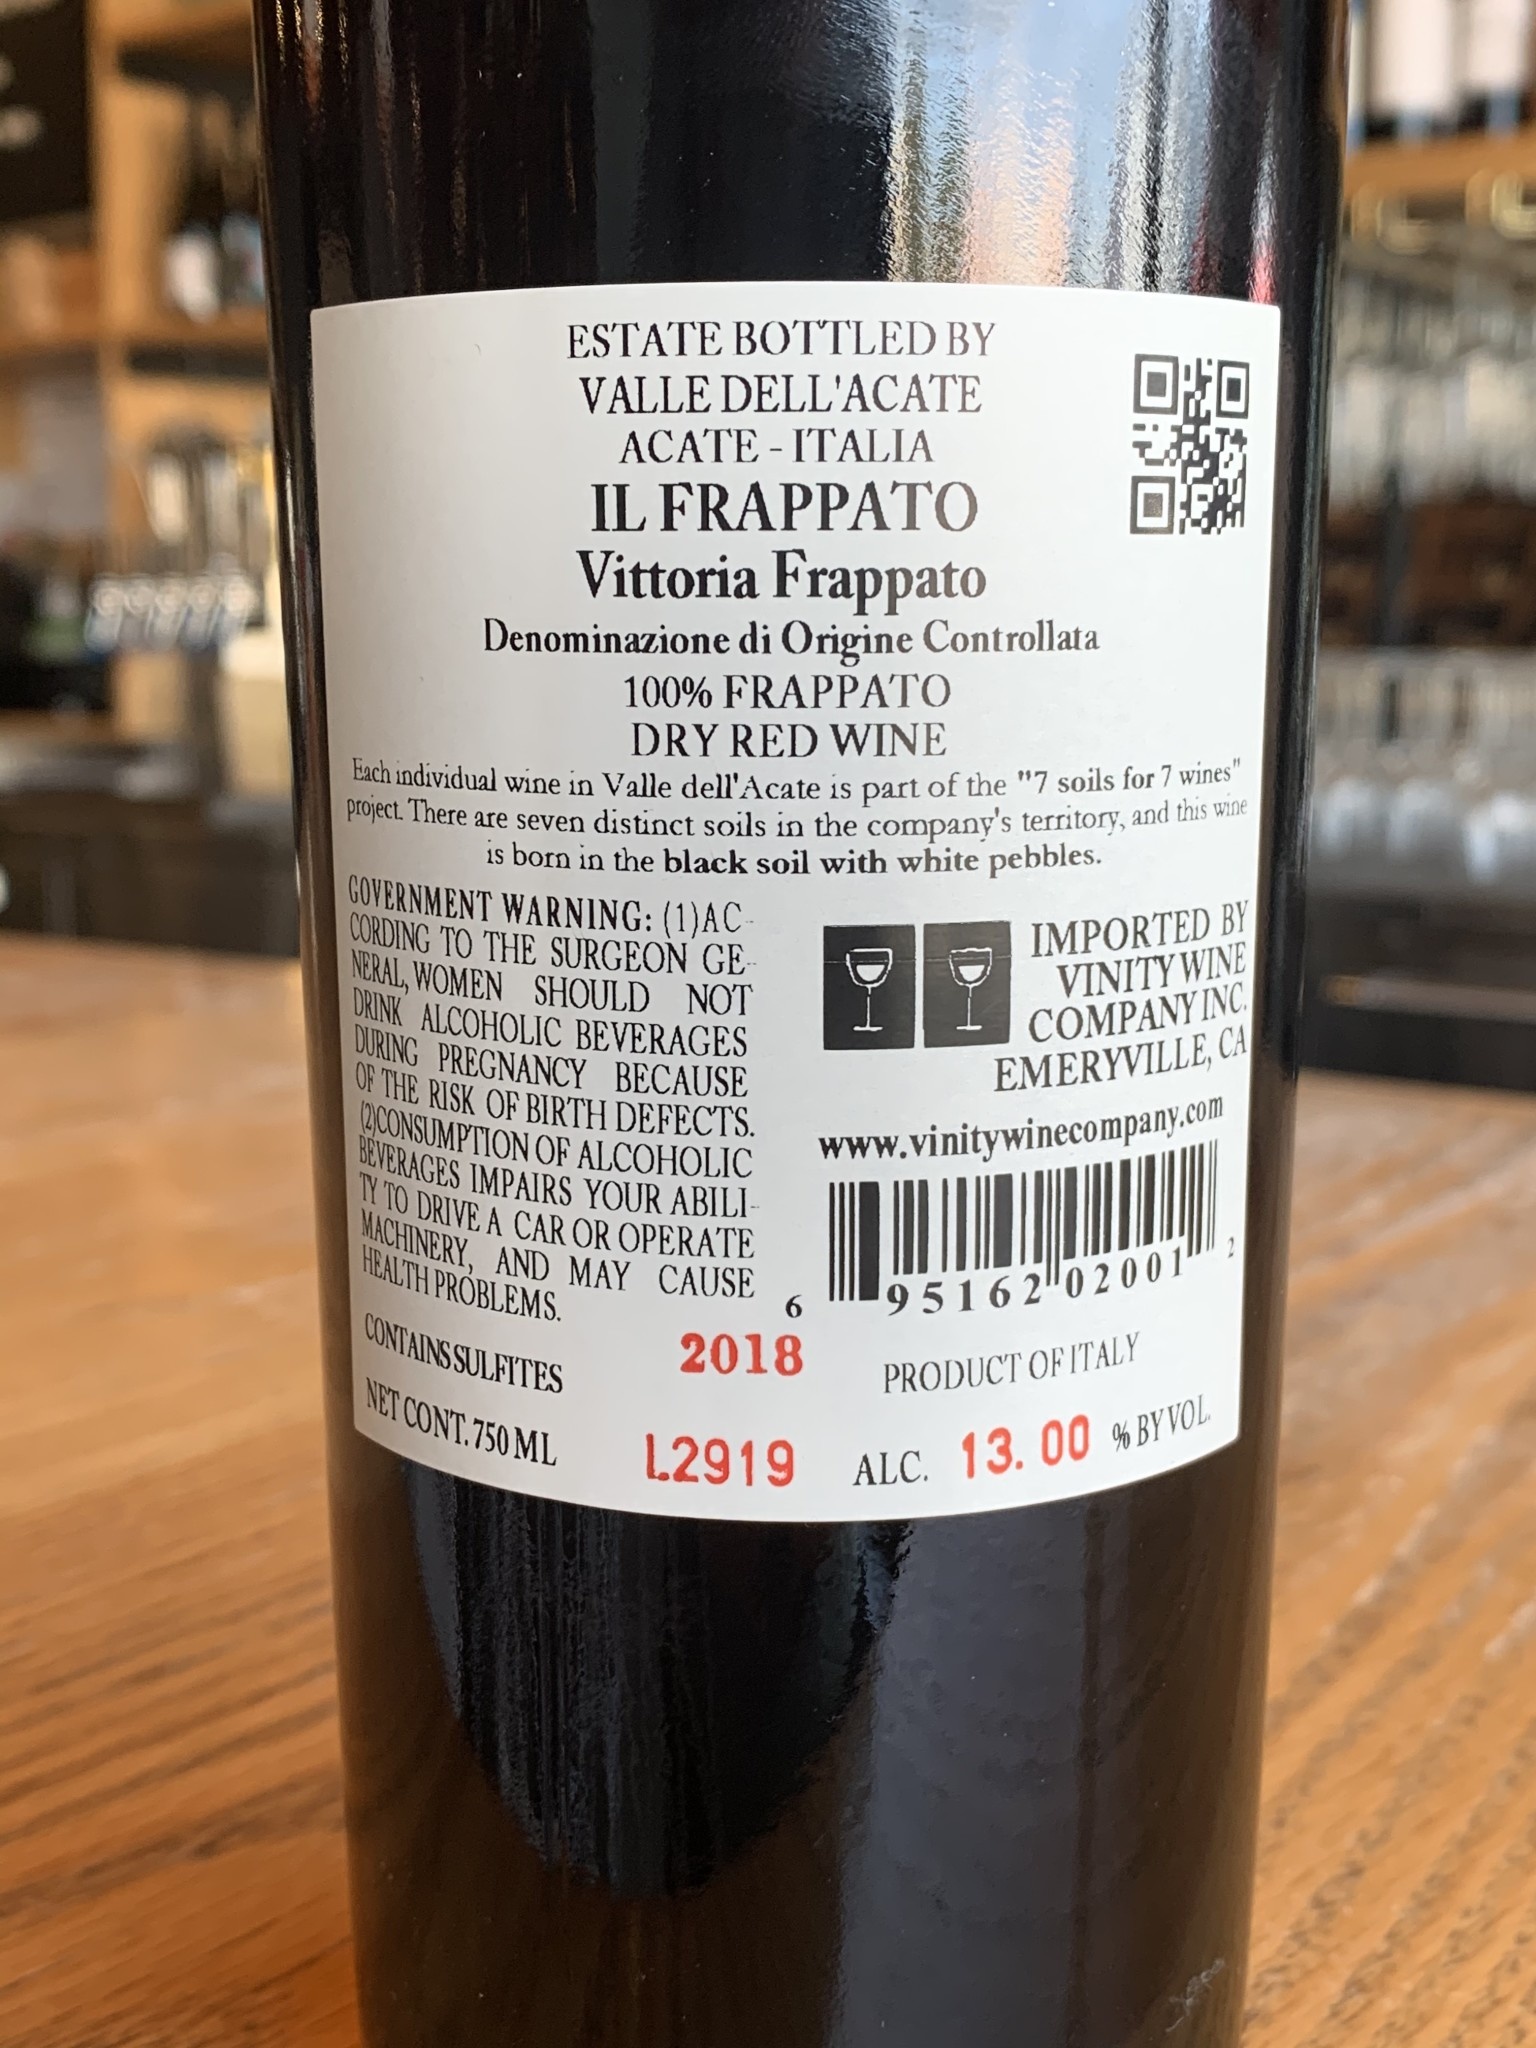 ESTATE BOTTLED BY
VALLE DELL'ACATE
ACATE - ITALIA
IL FRAPPATO
Vittoria Frappato
Denominazione di Origine Controllata
100% FRAPPATO
DRY RED WINE
Each individual wine in Valle dell'Acate is part of the "7 soils for 7 wines"
project. There are seven distinct soils in the company's territory, and this wine
is born in the black soil with white pebbles.
GOVERNMENT WARNING: (1)AC-
CORDING TO THE SURGEON GE-
NERAL, WOMEN SHOULD NOT
DRINK ALCOHOLIC BEVERAGES
DURING PREGNANCY BECAUSE
OF THE RISK OF BIRTH DEFECTS.
(2)CONSUMPTION OF ALCOHOLIC
BEVERAGES IMPAIRS YOUR ABILI-
TY TO DRIVE A CAR OR OPERATE
MACHINERY, AND MAY CAUSE
HEALTH PROBLEMS.
IMPORTED BY
VINITY WINE
COMPANY INC.
EMERYVILLE, CA
www.vinitywinecompany.com
6 95162 02001 2
CONTAINS SULFITES
2018
PRODUCT OF ITALY
NET CONT. 750 ML
L2919
ALC. 13.00 % BY VOL.